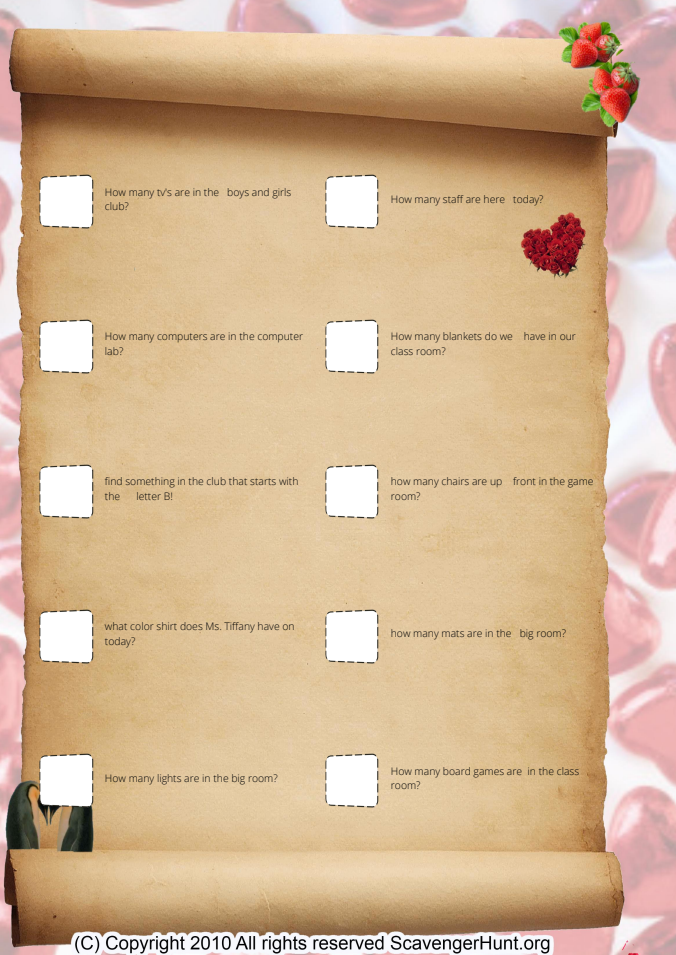 How many tv's are in the   boys and girls
club?
How many staff are here   today?
How many computers are in the computer
lab?
How many blankets do we    have in our
class room?
find something in the club that starts with
the     letter B!
how many chairs are up    front in the game
room?
what color shirt does Ms. Tiffany have on
today?
how many mats are in the   big room?
How many lights are in the big room?
How many board games are  in the class
room?
(C) Copyright 2010 All rights reserved ScavengerHunt.org